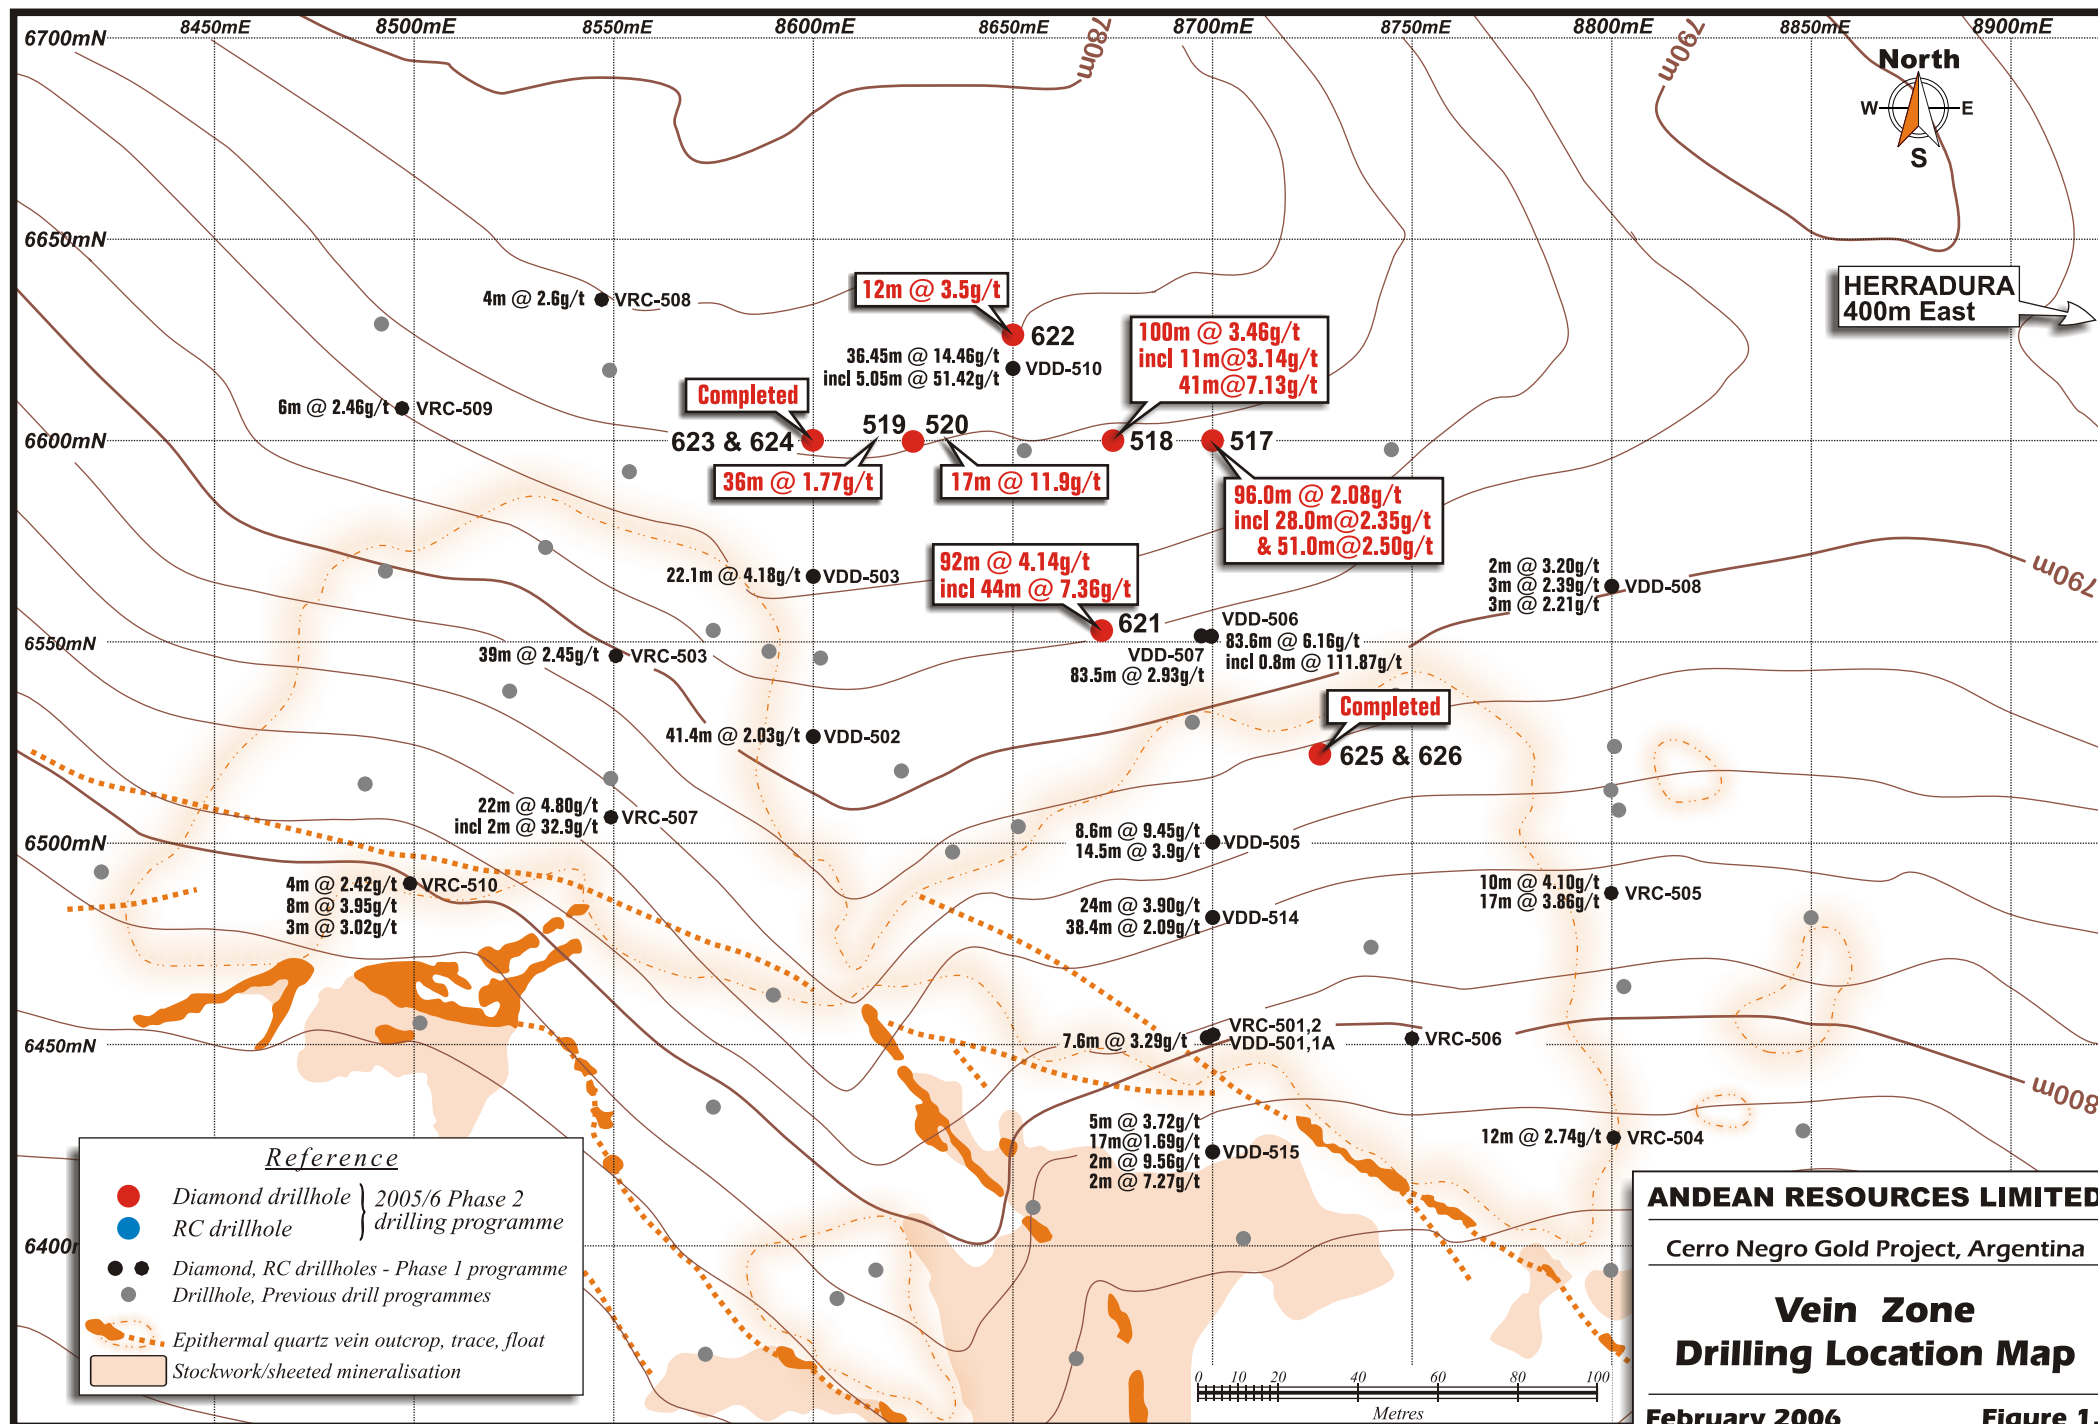 8450mE 8500mE 8550mE 8600mE 8650mE 8700mE 8750mE 8800mE 8850mE 8900mE
6700mN
780m
790m
North
W E
S
6650mN
HERRADURA
400m East
4m @ 2.6g/t VRC-508
12m @ 3.5g/t
622
36.45m @ 14.46g/t
incl 5.05m @ 51.42g/t
VDD-510
100m @ 3.46g/t
incl 11m@3.14g/t
41m@7.13g/t
Completed
6m @ 2.46g/t VRC-509
6600mN
623 & 624
519 520
518
517
36m @ 1.77g/t
17m @ 11.9g/t
96.0m @ 2.08g/t
incl 28.0m@2.35g/t
& 51.0m@2.50g/t
92m @ 4.14g/t
incl 44m @ 7.36g/t
22.1m @ 4.18g/t VDD-503
2m @ 3.20g/t
3m @ 2.39g/t VDD-508
3m @ 2.21g/t
790m
621
6550mN
VDD-506
83.6m @ 6.16g/t
incl 0.8m @ 111.87g/t
VDD-507
83.5m @ 2.93g/t
39m @ 2.45g/t VRC-503
Completed
625 & 626
41.4m @ 2.03g/t VDD-502
22m @ 4.80g/t
incl 2m @ 32.9g/t
VRC-507
6500mN
8.6m @ 9.45g/t
14.5m @ 3.9g/t
VDD-505
4m @ 2.42g/t VRC-510
8m @ 3.95g/t
3m @ 3.02g/t
10m @ 4.10g/t
17m @ 3.86g/t
VRC-505
24m @ 3.90g/t
38.4m @ 2.09g/t
VDD-514
6450mN
7.6m @ 3.29g/t
VRC-501,2
VDD-501,1A
VRC-506
800m
5m @ 3.72g/t
17m@1.69g/t
2m @ 9.56g/t
2m @ 7.27g/t
VDD-515
12m @ 2.74g/t VRC-504
6400m
Reference
Diamond drillhole
RC drillhole
2005/6 Phase 2
drilling programme
Diamond, RC drillholes - Phase 1 programme
Drillhole, Previous drill programmes
Epithermal quartz vein outcrop, trace, float
Stockwork/sheeted mineralisation
0 10 20 40 60 80 100
Metres
ANDEAN RESOURCES LIMITED
Cerro Negro Gold Project, Argentina
Vein Zone
Drilling Location Map
February 2006 Figure 1